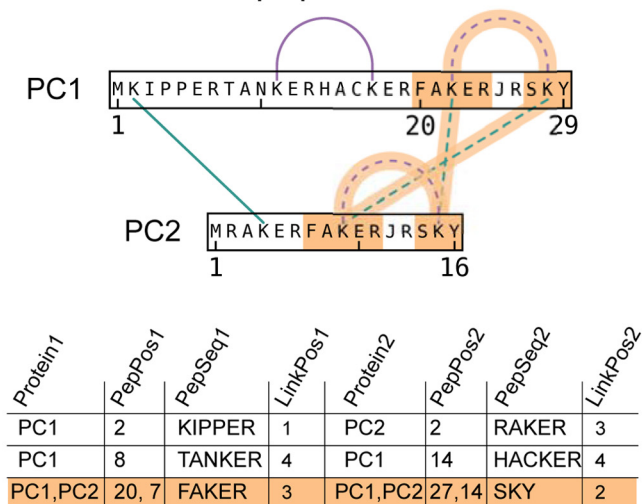 PC1 MKIPPERTANKERHACKERFAKERJRSKY
1 20 29
PC2 MRAKERFAKERJRSKY
1 16
Protein1 PepPos1 PepSeq1 LinkPos1 Protein2 PepPos2 PepSeq2 LinkPos2
PC1 2 KIPPER 1 PC2 2 RAKER 3
PC1 8 TANKER 4 PC1 14 HACKER 4
PC1,PC2 20, 7 FAKER 3 PC1,PC2 27,14 SKY 2